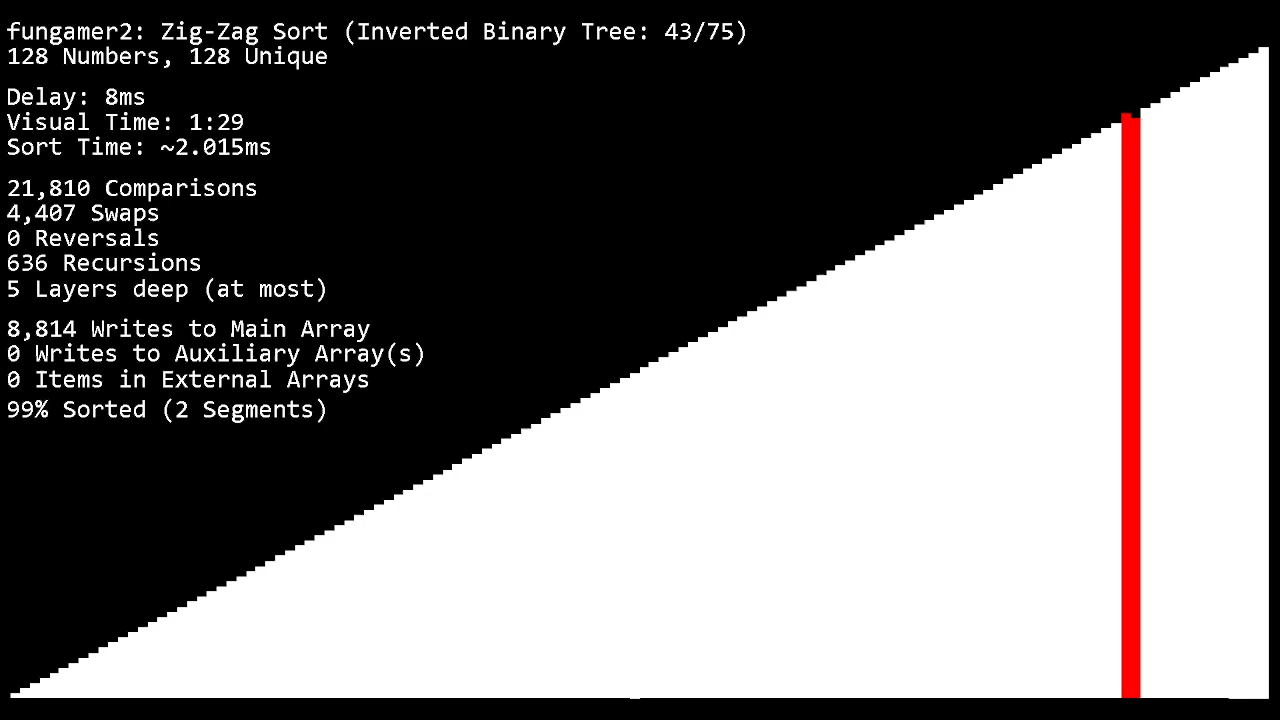 fungamer2: Zig-Zag Sort (Inverted Binary Tree: 43/75)
128 Numbers, 128 Unique
Delay: 8ms
Visual Time: 1:29
Sort Time: ~2.015ms
21,810 Comparisons
4,407 Swaps
0 Reversals
636 Recursions
5 Layers deep (at most)
8,814 Writes to Main Array
0 Writes to Auxiliary Array(s)
0 Items in External Arrays
99% Sorted (2 Segments)